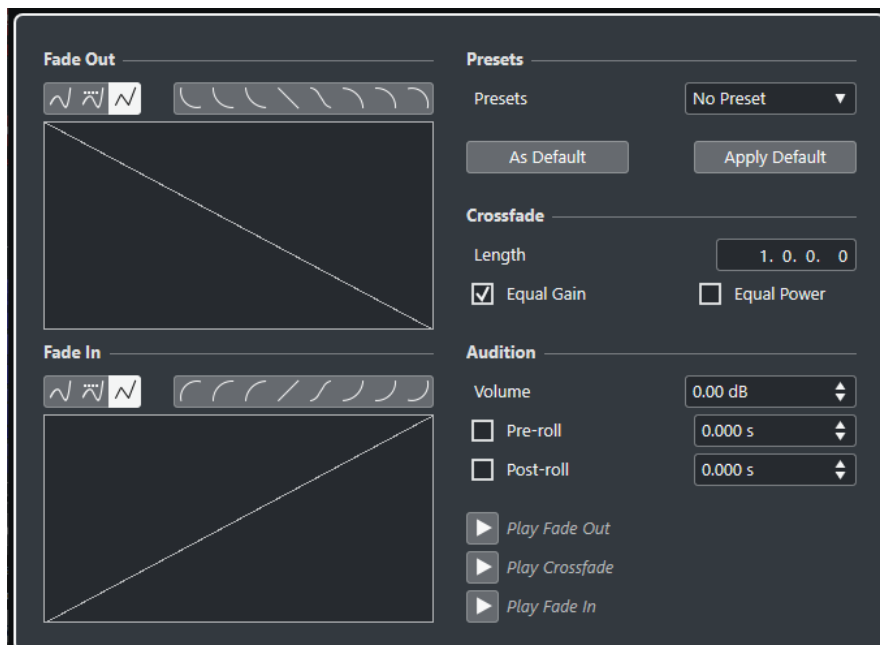 Fade Out
Presets
Presets
No Preset
As Default
Apply Default
Crossfade
Length
1. 0. 0. 0
Equal Gain
Equal Power
Fade In
Audition
Volume
0.00 dB
Pre-roll
0.000 s
Post-roll
0.000 s
Play Fade Out
Play Crossfade
Play Fade In